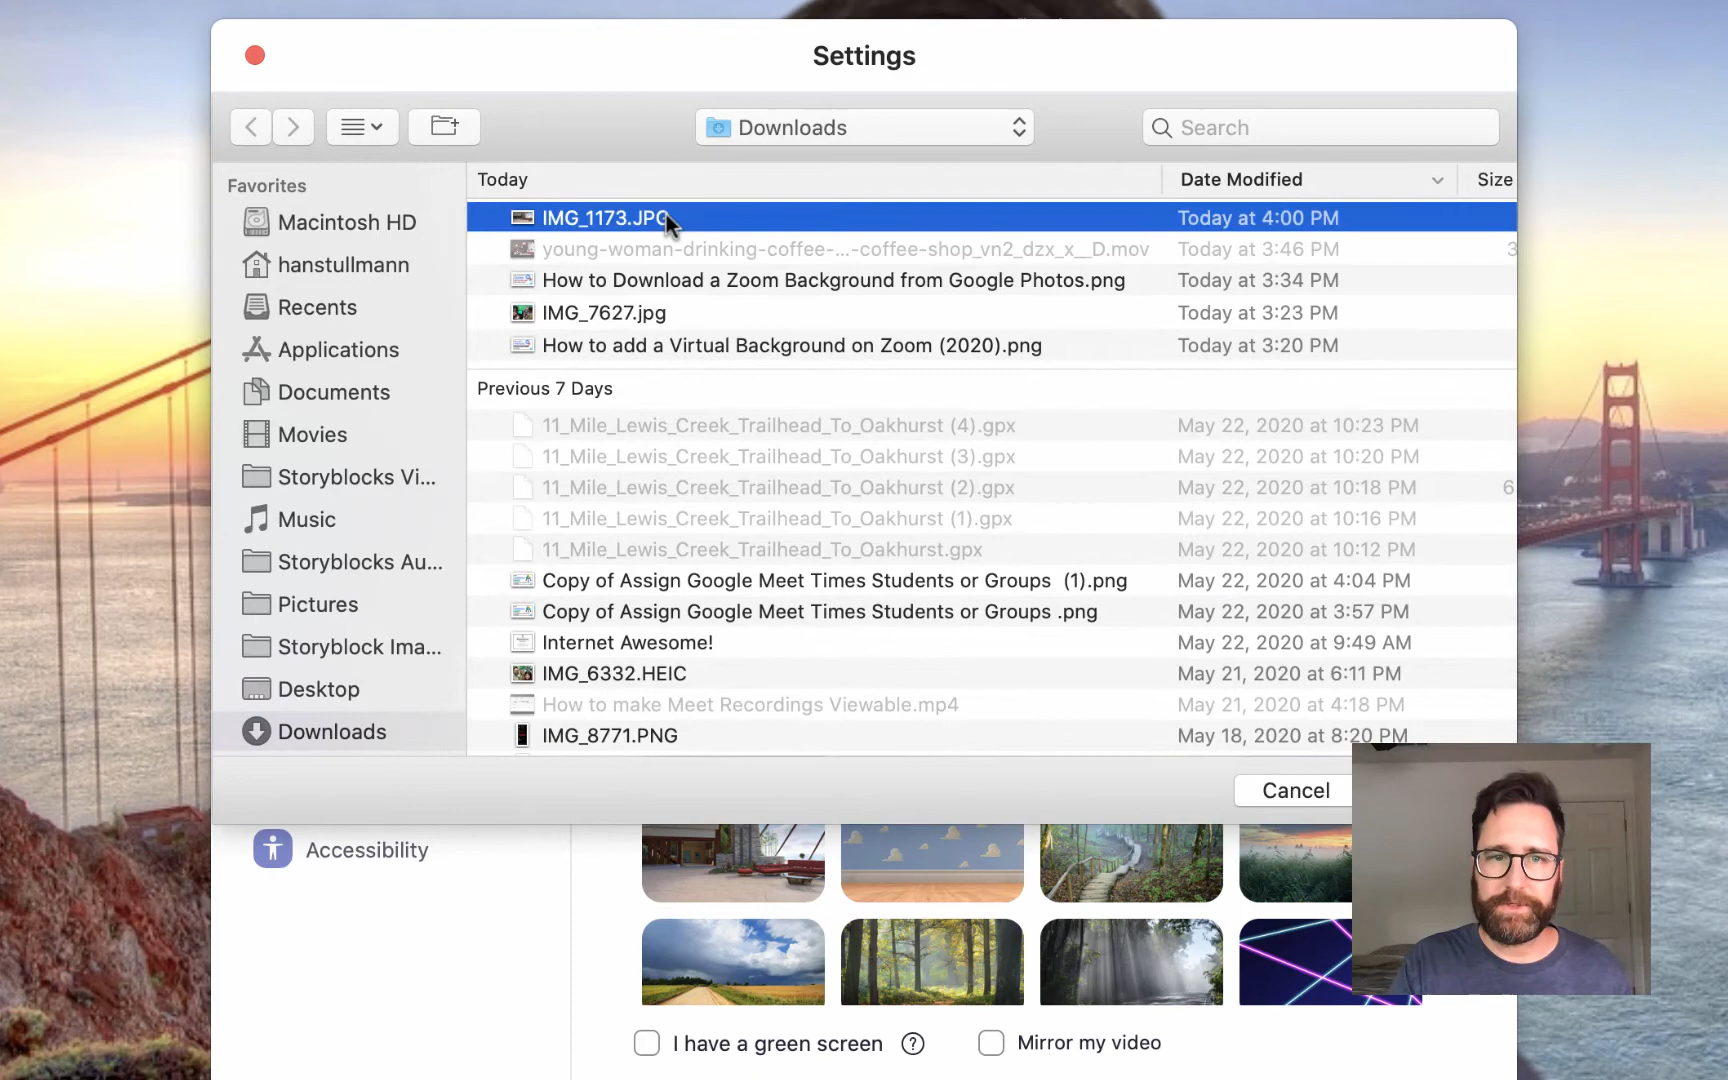 Settings
Downloads
Search
Favorites
Macintosh HD
hanstullmann
Recents
Applications
Documents
Movies
Storyblocks Vi...
Music
Storyblocks Au...
Pictures
Storyblock Ima...
Desktop
Downloads
Today Date Modified Size
IMG_1173.JPG Today at 4:00 PM
young-woman-drinking-coffee-...-coffee-shop_vn2_dzx_x__D.mov Today at 3:46 PM 3
How to Download a Zoom Background from Google Photos.png Today at 3:34 PM
IMG_7627.jpg Today at 3:23 PM
How to add a Virtual Background on Zoom (2020).png Today at 3:20 PM
Previous 7 Days
11_Mile_Lewis_Creek_Trailhead_To_Oakhurst (4).gpx May 22, 2020 at 10:23 PM
11_Mile_Lewis_Creek_Trailhead_To_Oakhurst (3).gpx May 22, 2020 at 10:20 PM
11_Mile_Lewis_Creek_Trailhead_To_Oakhurst (2).gpx May 22, 2020 at 10:18 PM 6
11_Mile_Lewis_Creek_Trailhead_To_Oakhurst (1).gpx May 22, 2020 at 10:16 PM
11_Mile_Lewis_Creek_Trailhead_To_Oakhurst.gpx May 22, 2020 at 10:12 PM
Copy of Assign Google Meet Times Students or Groups (1).png May 22, 2020 at 4:04 PM
Copy of Assign Google Meet Times Students or Groups .png May 22, 2020 at 3:57 PM
Internet Awesome! May 22, 2020 at 9:49 AM
IMG_6332.HEIC May 21, 2020 at 6:11 PM
How to make Meet Recordings Viewable.mp4 May 21, 2020 at 4:18 PM
IMG_8771.PNG May 18, 2020 at 8:20 PM
Cancel
Accessibility
I have a green screen ?
Mirror my video